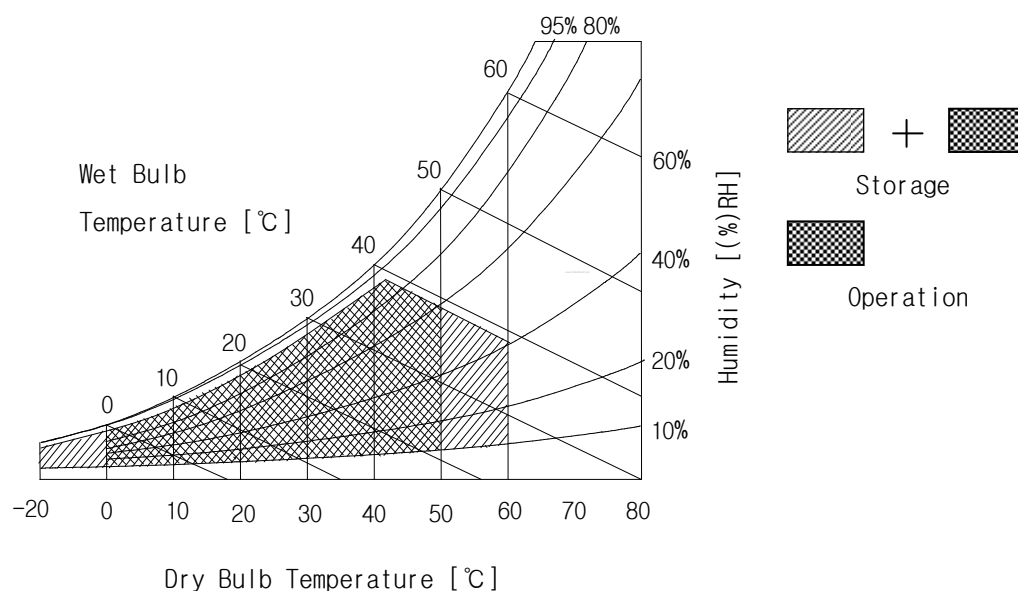 95% 80%
60
60%
50
Wet Bulb
Temperature [℃]
40
40%
30
20
20%
10
0
10%
Humidity [(%)RH]
+
Storage
Operation
-20 0 10 20 30 40 50 60 70 80
Dry Bulb Temperature [℃]